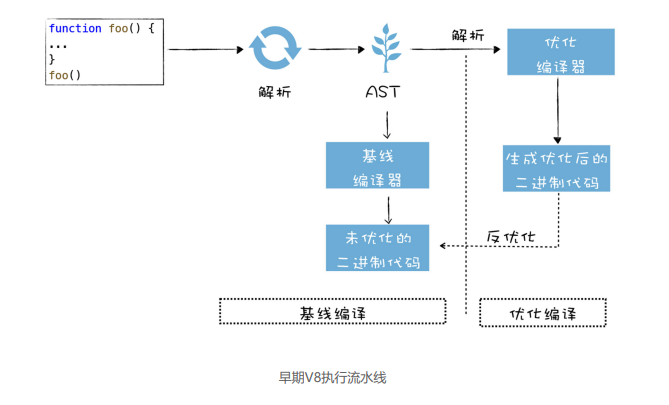 function foo() {
...
}
foo()
解析
AST
解析
优化
编译器
基线
编译器
生成优化后的
二进制代码
未优化的
二进制代码
反优化
基线编译
优化编译
早期V8执行流水线